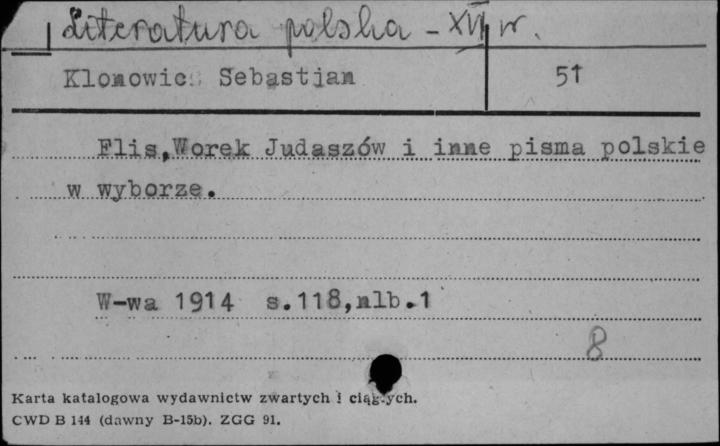 Literatura polska - XVI w.
Klonowic Sebastjan 51
Flis,Worek Judaszów i inne pisma polskie
w wyborze.
W-wa 1914 s.118,nlb.1
8
Karta katalogowa wydawnictw zwartych i ciągłych.
CWD B 144 (dawny B-15b). ZGG 91.